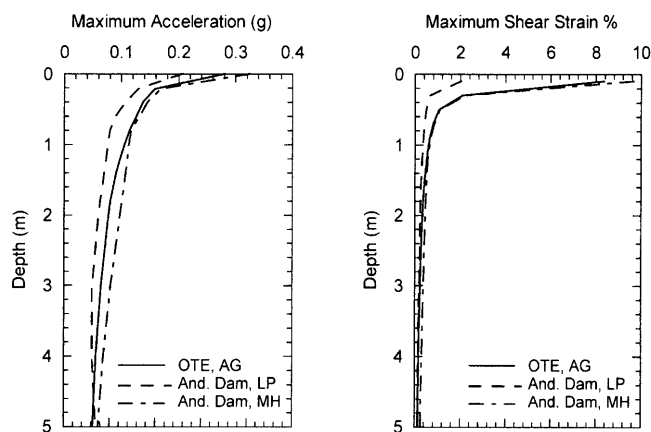 Maximum Acceleration (g)
0 0.1 0.2 0.3 0.4
0
1
2
3
4
5
Depth (m)
OTE, AG
And. Dam, LP
And. Dam, MH
Maximum Shear Strain %
0 2 4 6 8 10
0
1
2
3
4
5
Depth (m)
OTE, AG
And. Dam, LP
And. Dam, MH